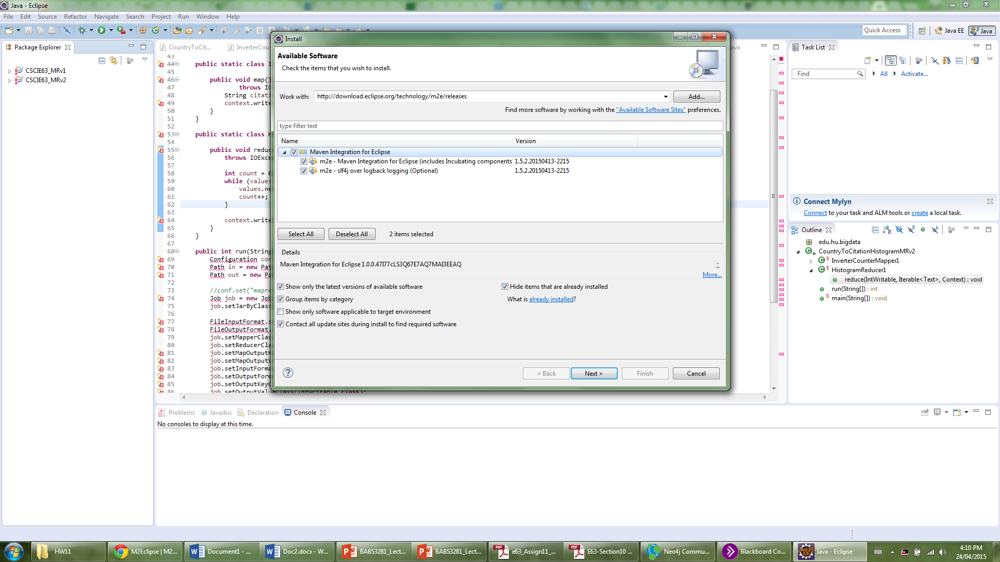 Java - Eclipse
File Edit Source Refactor Navigate Search Project Run Window Help
Quick Access
Java EE
Java
Package Explorer
CSCIE63_MRv1
CSCIE63_MRv2
CountryToCit...
InverterCou
ava
43
44 public static class I
45
46 public void map(
47 throws IO
48 String citati
49 context.write
50 }
51 }
52
53 public static class H
54
55 public void reduc
56 throws IOExce
57
58 int count = 0
59 while (values
60 values.ne
61 count++;
62 }
63
64 context.write
65 }
66 }
67
68 public int run(String
69 Configuration con
70 Path in = new Pat
71 Path out = new Pa
72
73 //conf.set("mapre
74 Job job = new Job
75 job.setJarByClass
76
77 FileInputFormat.s
78 FileOutputFormat.
79 job.setMapperClas
80 job.setReducerCla
81 job.setMapOutputK
82 job.setMapOutputV
83 job.setInputForma
84 job.setOutputForm
85 job.setOutputKeyC
86 job.setOutputValueClass(IntWritable.class);
Install
Available Software
Check the items that you wish to install.
Work with: http://download.eclipse.org/technology/m2e/releases
Add...
Find more software by working with the "Available Software Sites" preferences.
type filter text
Name Version
Maven Integration for Eclipse
m2e - Maven Integration for Eclipse (includes Incubating components 1.5.2.20150413-2215
m2e - slf4j over logback logging (Optional) 1.5.2.20150413-2215
Select All Deselect All 2 items selected
Details
Maven Integration for Eclipse 1.0.0.47I77cLS3Q67E7AQ7MAI3EEAQ
More...
Show only the latest versions of available software
Hide items that are already installed
Group items by category
What is already installed?
Show only software applicable to target environment
Contact all update sites during install to find required software
< Back Next > Finish Cancel
Task List
Find
All
Activate...
Connect Mylyn
Connect to your task and ALM tools or create a local task.
Outline
edu.hu.bigdata
CountryToCitationHistogramMRv2
InverterCounterMapper1
HistogramReducer1
reduce(IntWritable, Iterable<Text>, Context) : void
run(String[]) : int
main(String[]) : void
Problems @ Javadoc Declaration Console
No consoles to display at this time.
HW11
M2Eclipse | M2...
Document1 - ...
Doc2.docx - W...
BABS3281_Lect...
BABS3281_Lect...
e63_Assign11_...
E63-Section10 ...
Neo4j Commu...
Blackboard Co...
Java - Eclipse
4:10 PM
24/04/2015